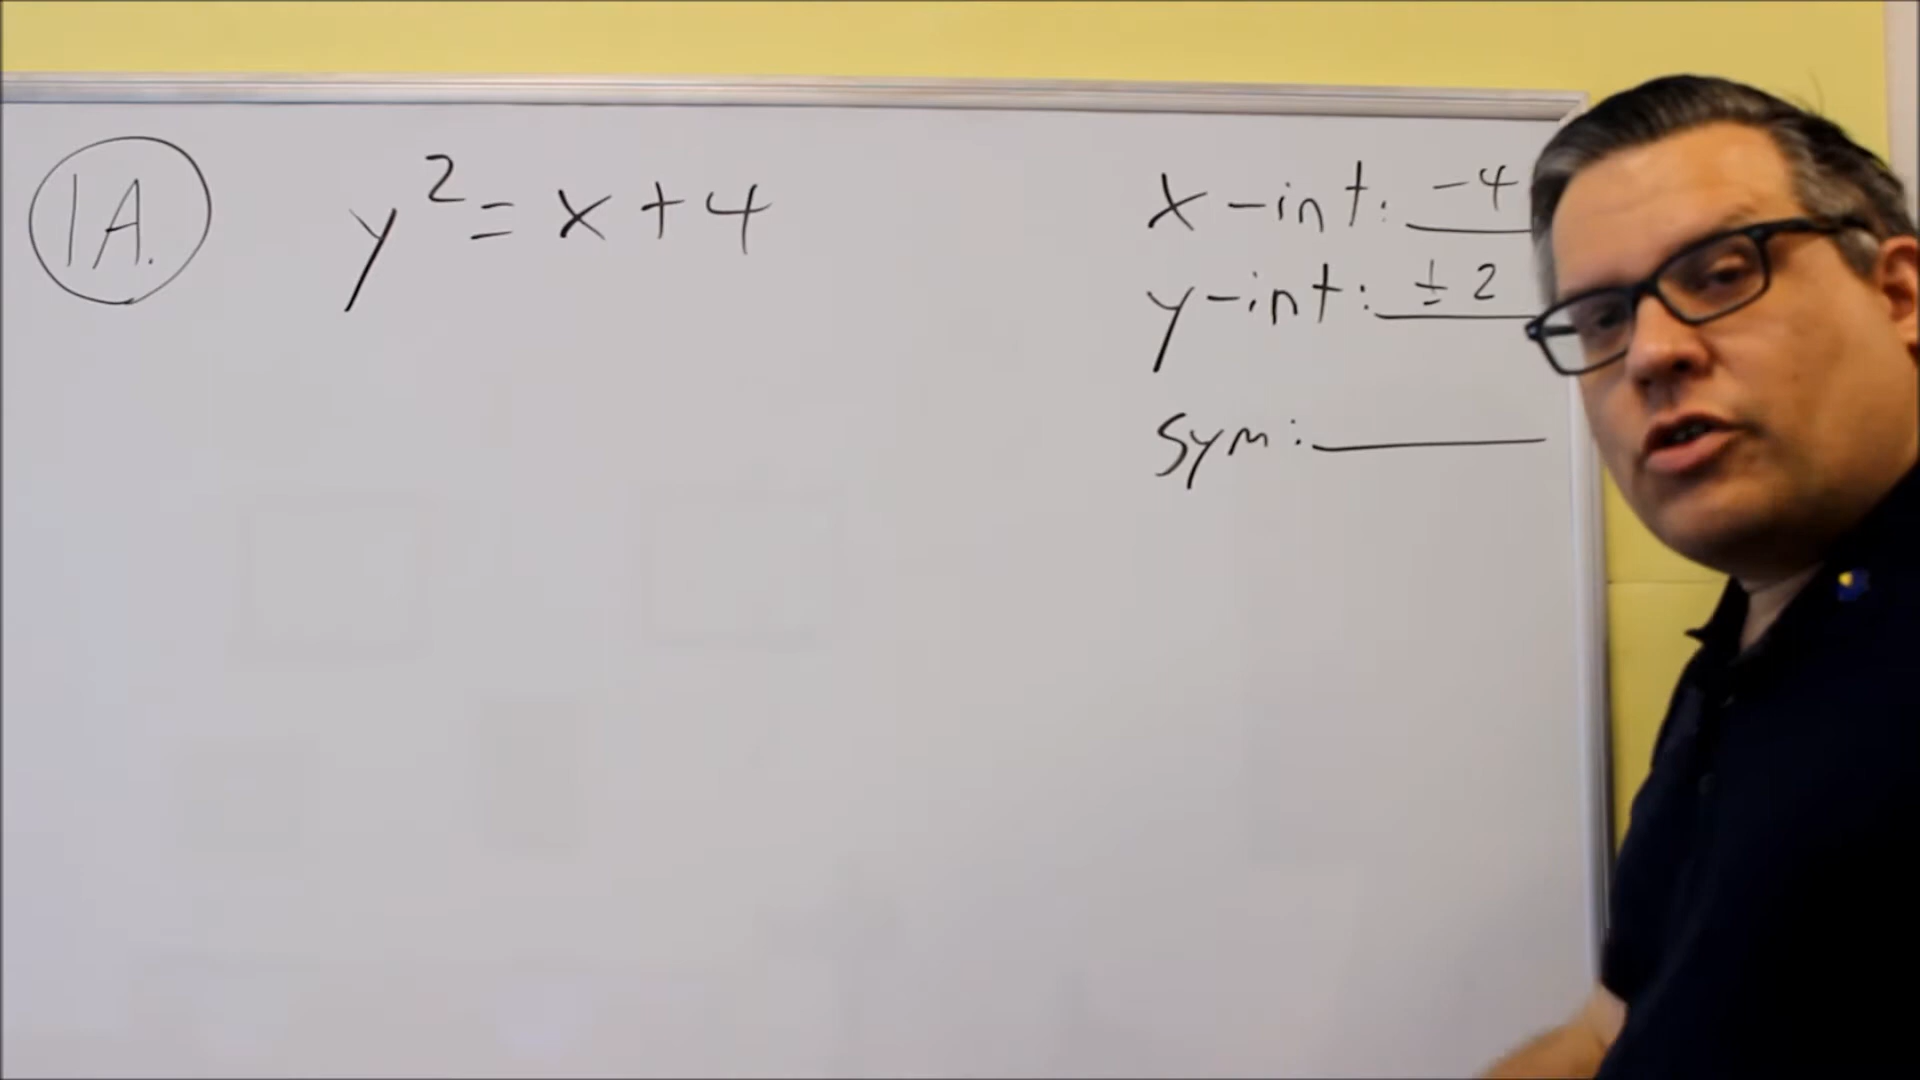 1A.
y² = x + 4
x-int: -4
y-int: ± 2
Sym: